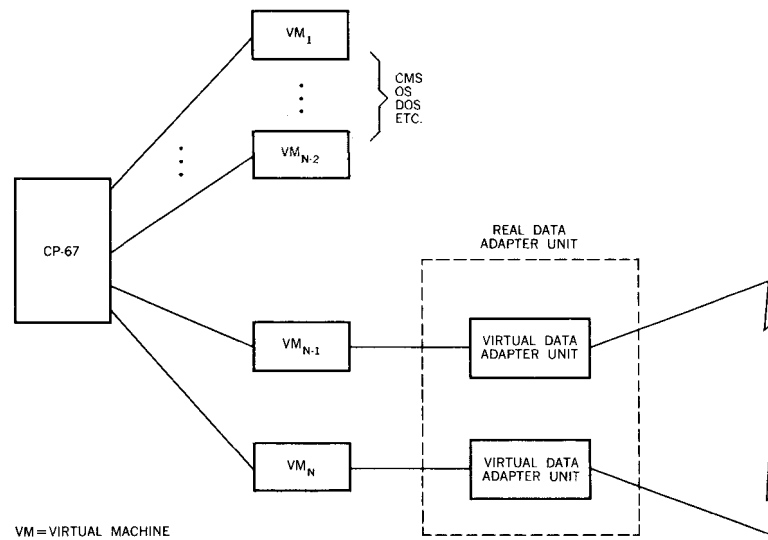 VM1
CMS
OS
DOS
ETC.
VMN-2
CP-67
REAL DATA
ADAPTER UNIT
VMN-1
VIRTUAL DATA
ADAPTER UNIT
VMN
VIRTUAL DATA
ADAPTER UNIT
VM=VIRTUAL MACHINE